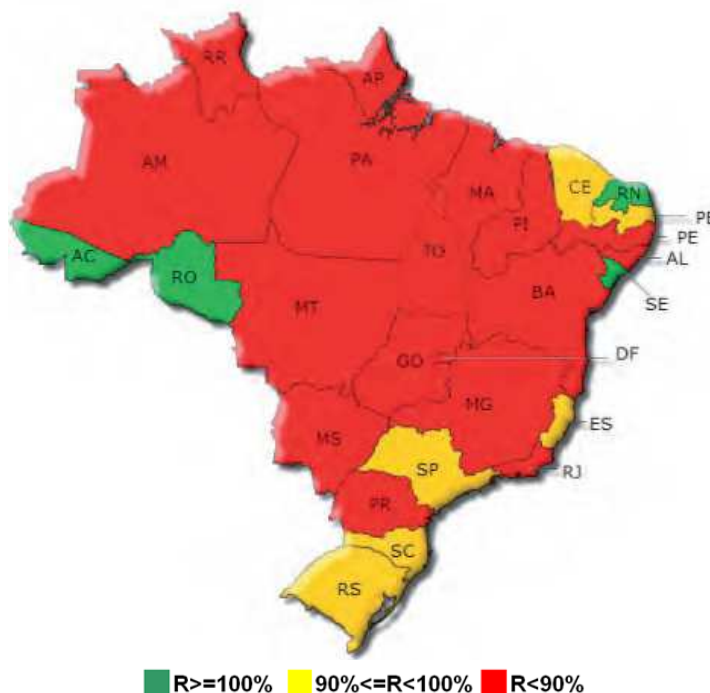 RR
AP
AM
PA
MA
CE
RN
PB
PI
PE
AC
TO
AL
RO
BA
SE
MT
GO
DF
MG
ES
MS
SP
RJ
PR
SC
RS
R>=100% 90%<=R<100% R<90%